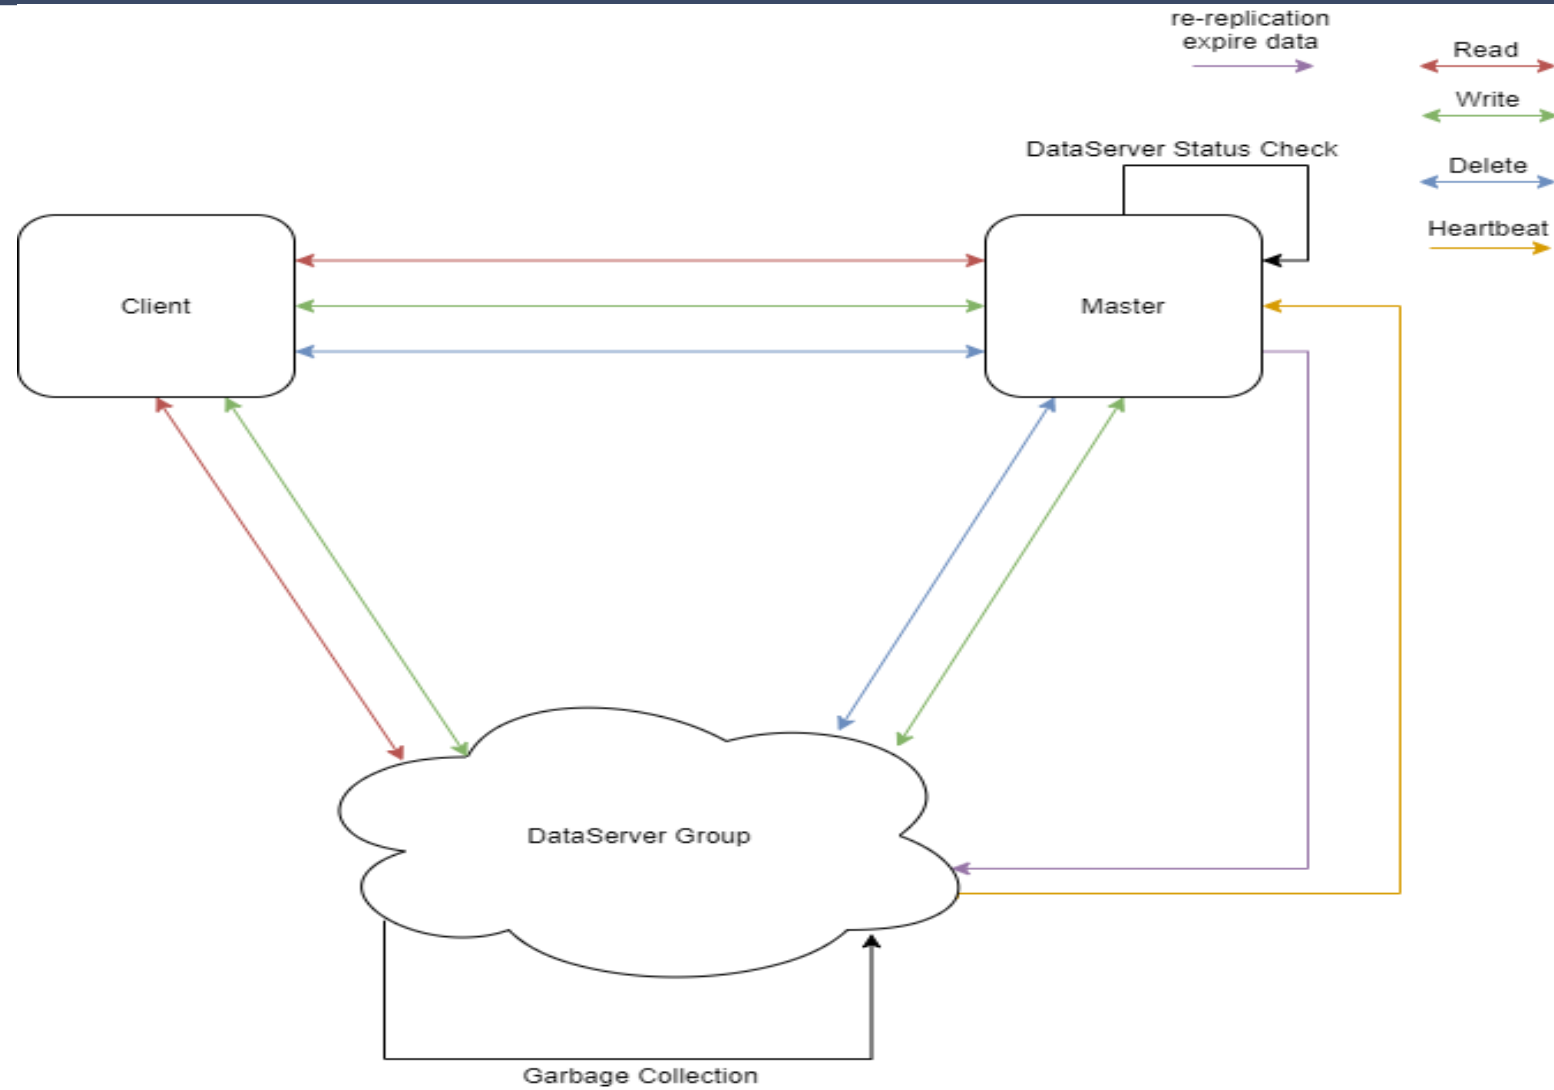 re-replication
expire data
Read
Write
DataServer Status Check
Delete
Heartbeat
Client
Master
DataServer Group
Garbage Collection